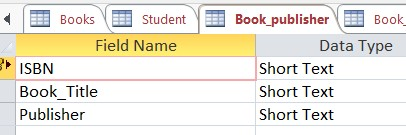 Books Student Book_publisher Book_
Field Name Data Type
ISBN Short Text
Book_Title Short Text
Publisher Short Text